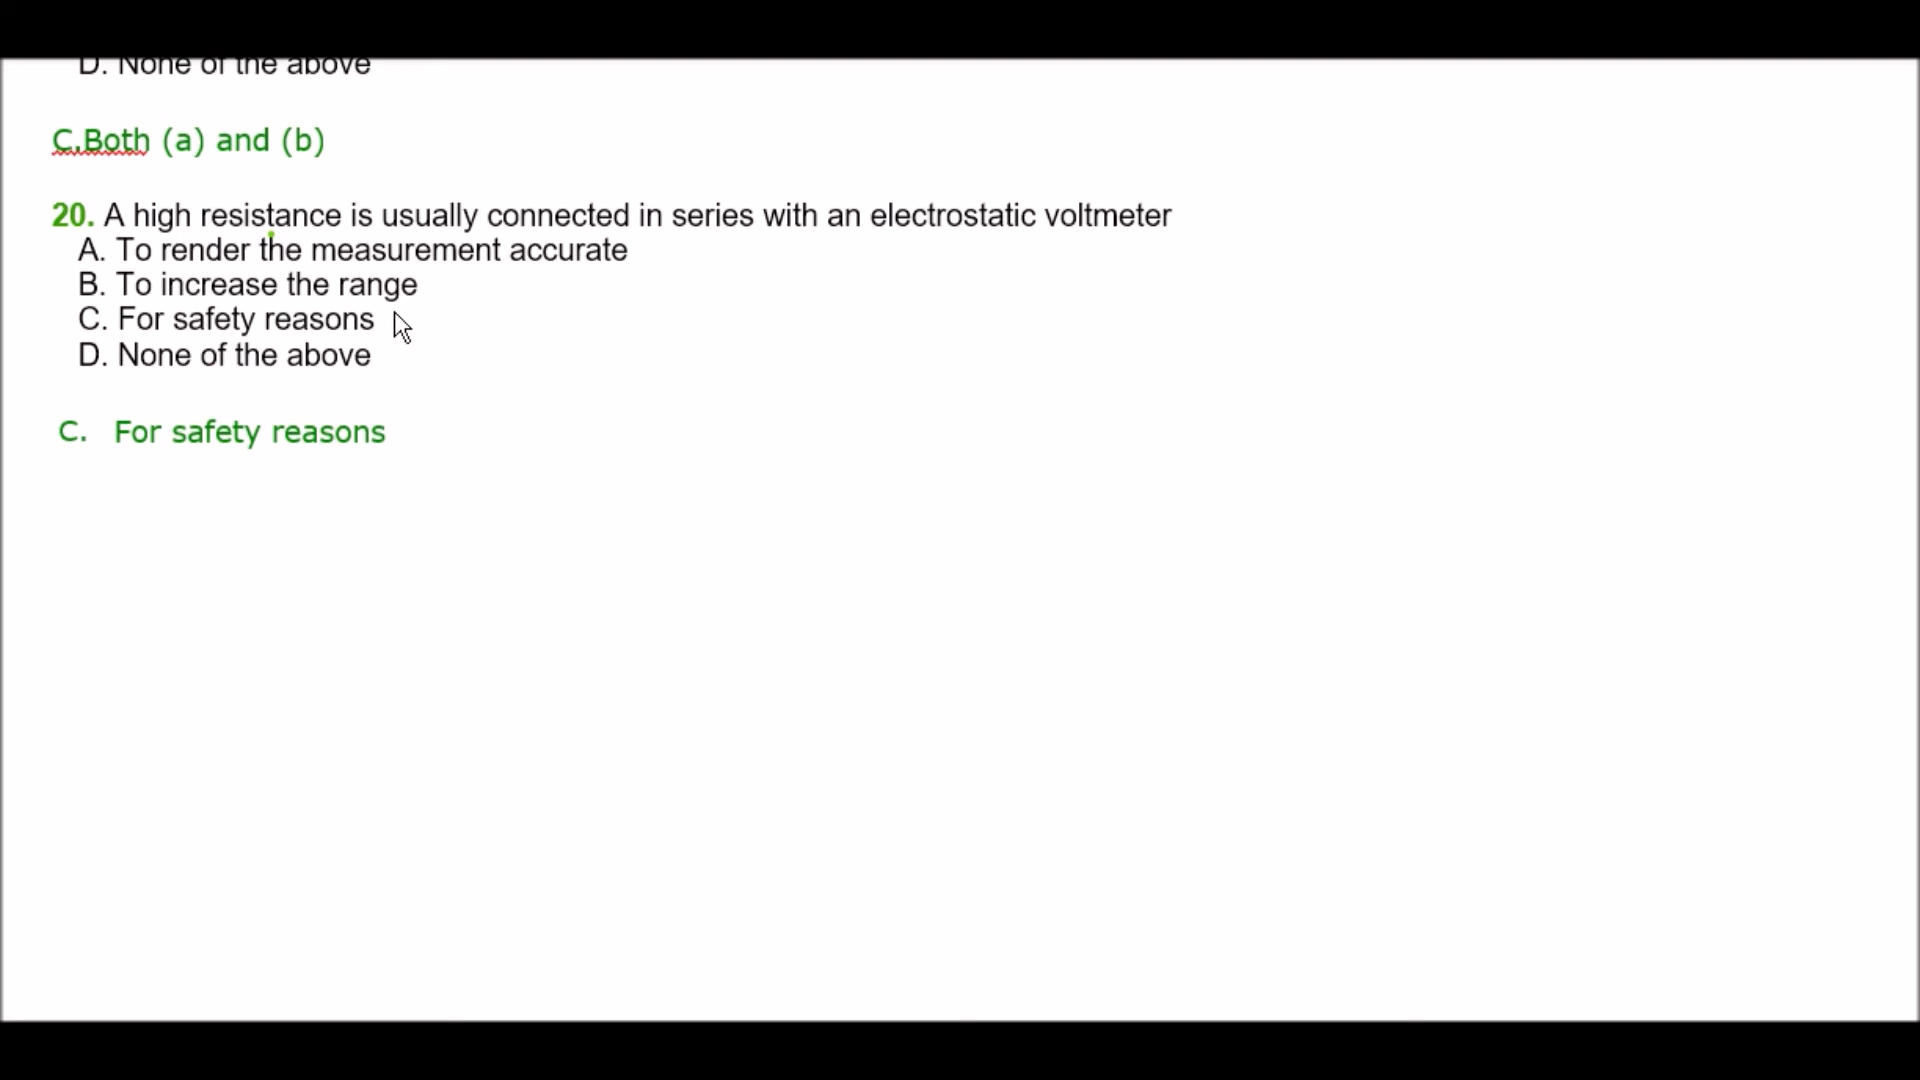 D. None of the above
C.Both (a) and (b)
20. A high resistance is usually connected in series with an electrostatic voltmeter
A. To render the measurement accurate
B. To increase the range
C. For safety reasons
D. None of the above
C. For safety reasons